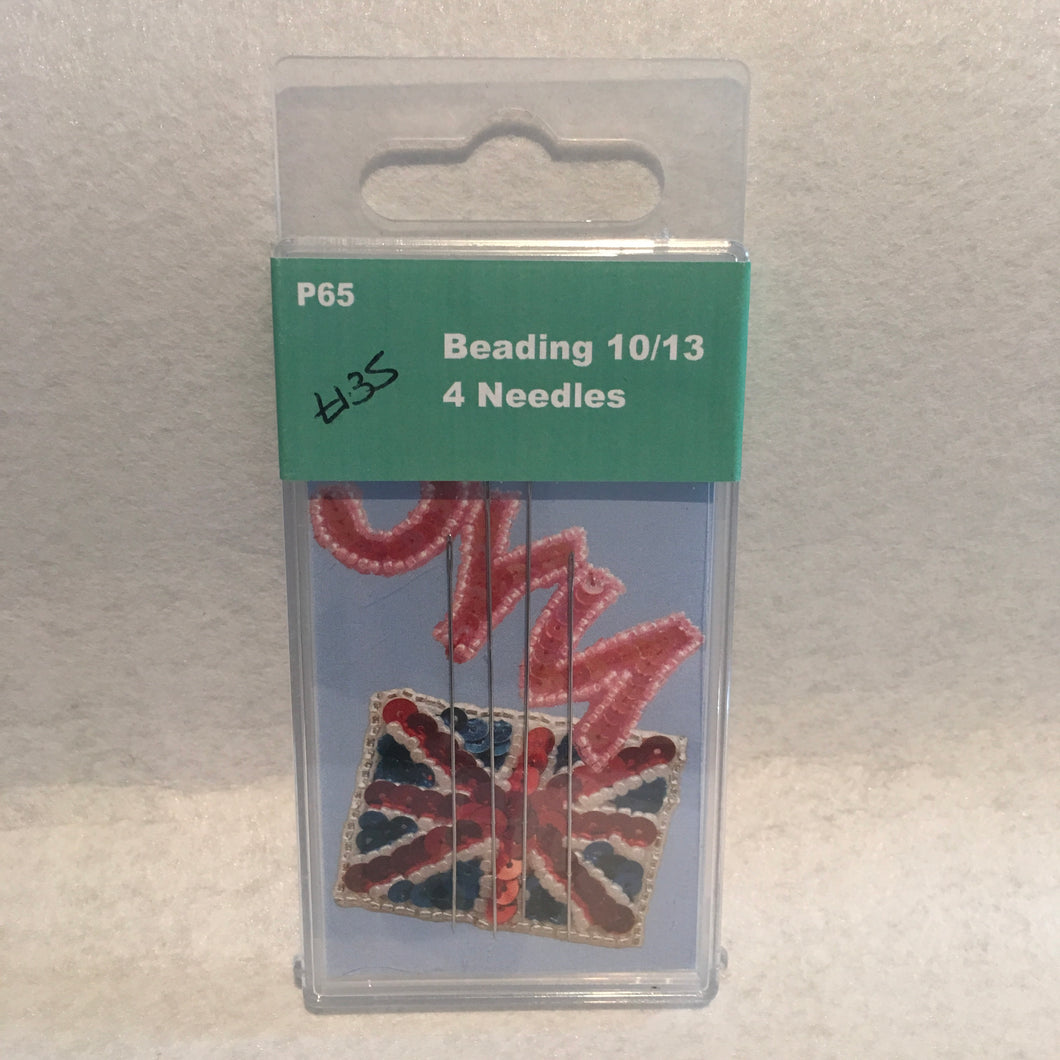 P65
Beading 10/13
£1.35
4 Needles